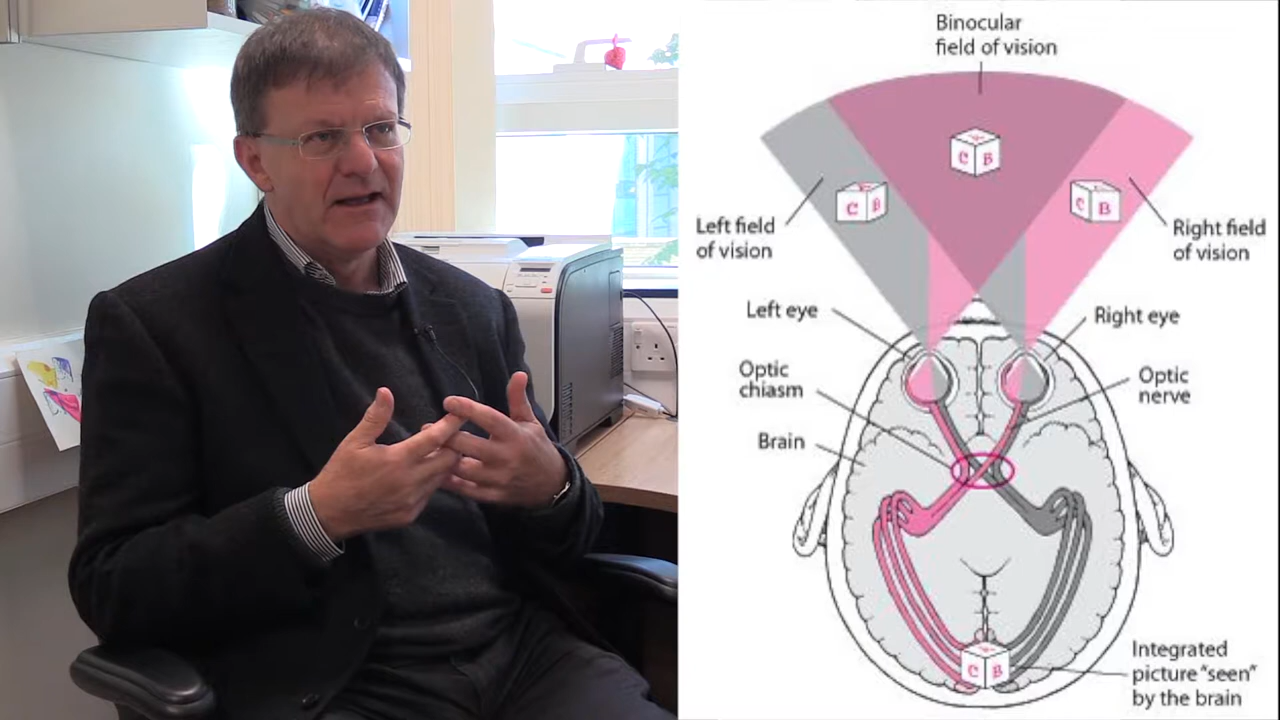 Binocular
field of vision
C B
C B
C B
Left field
of vision
Right field
of vision
Left eye
Right eye
Optic
chiasm
Optic
nerve
Brain
C B
Integrated
picture “seen”
by the brain